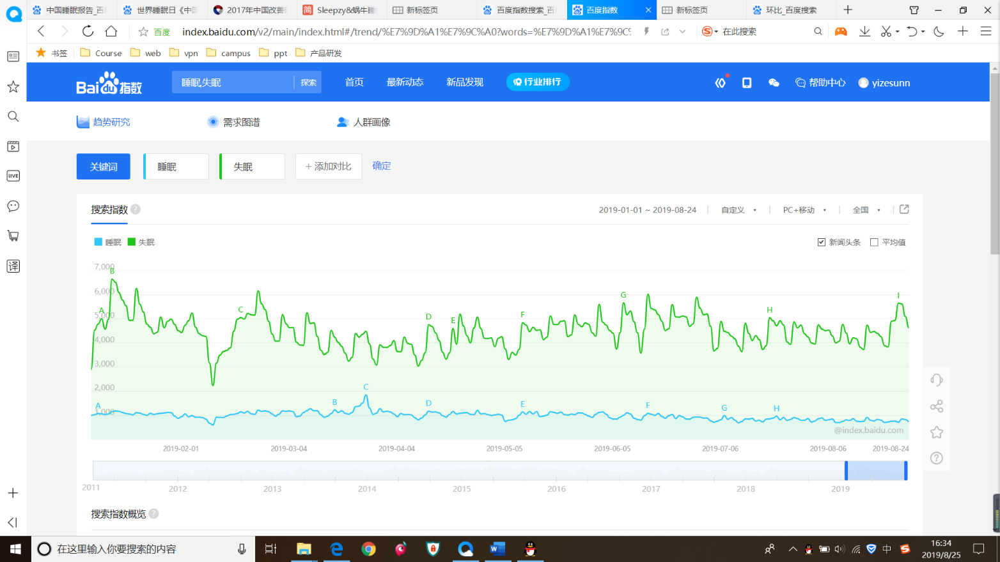 中国睡眠报告_百
世界睡眠日《中国
2017年中国改善
Sleepzy&蜗牛睡
新标签页
百度指数搜索_百
百度指数
新标签页
环比_百度搜索
百度
index.baidu.com/v2/main/index.html#/trend/%E7%9D%A1%E7%9C%A0?words=%E7%9D%A1%E7%9C%
在此搜索
书签
Course
web
vpn
campus
ppt
产品研发
Bai du 指数
睡眠,失眠
探索
首页
最新动态
新品发现
行业排行
帮助中心
yizesunn
趋势研究
需求图谱
人群画像
关键词
睡眠
失眠
+ 添加对比
确定
搜索指数
2019-01-01 ~ 2019-08-24
自定义
PC+移动
全国
睡眠
失眠
新闻头条
平均值
7,000
6,000
5,000
4,000
3,000
2,000
1,000
A
B
C
D
E
F
G
H
I
A
B
C
D
E
F
G
H
@index.baidu.com
2019-02-01
2019-03-04
2019-04-04
2019-05-05
2019-06-05
2019-07-06
2019-08-06
2019-08-24
2011
2012
2013
2014
2015
2016
2017
2018
2019
搜索指数概览
LIVE
译
在这里输入你要搜索的内容
中
16:34
2019/8/25